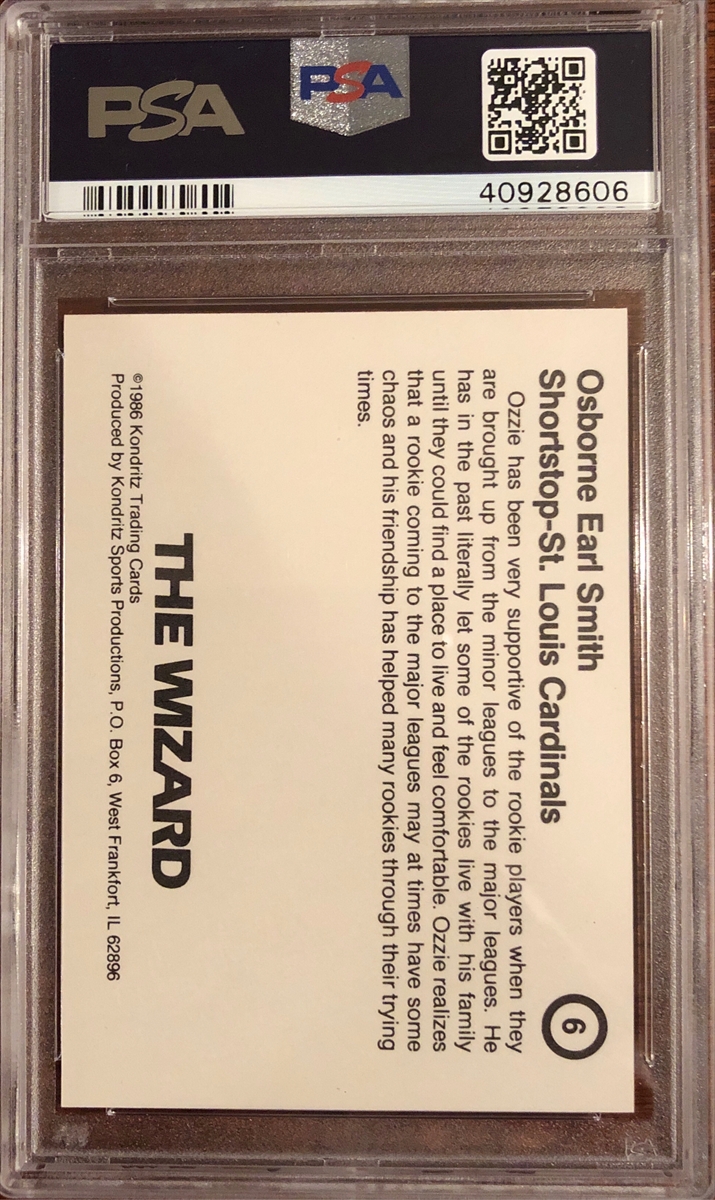 PSA
PSA
40928606
Osborne Earl Smith
Shortstop-St. Louis Cardinals
6
Ozzie has been very supportive of the rookie players when they
are brought up from the minor leagues to the major leagues. He
has in the past literally let some of the rookies live with his family
until they could find a place to live and feel comfortable. Ozzie realizes
that a rookie coming to the major leagues may at times have some
chaos and his friendship has helped many rookies through their trying
times.
THE WIZARD
©1986 Kondritz Trading Cards
Produced by Kondritz Sports Productions, P.O. Box 6, West Frankfort, IL 62896